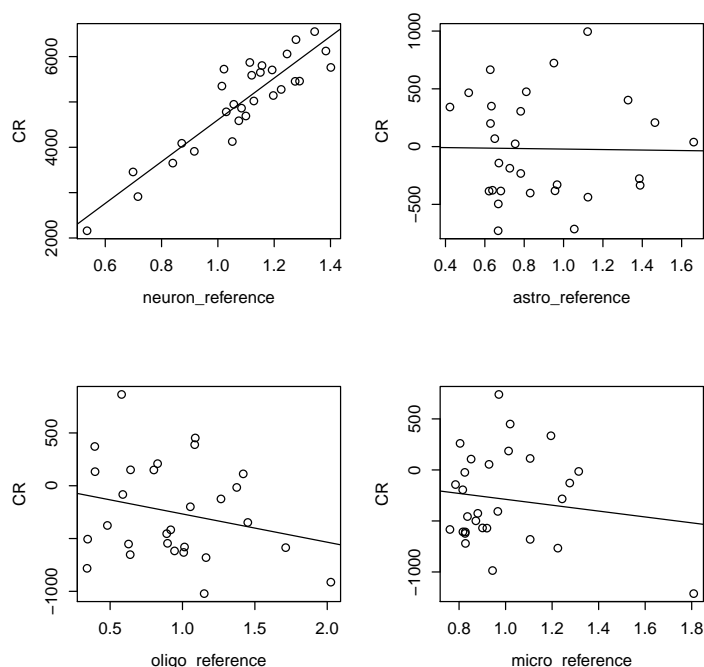 CR
2000
4000
6000
0.6 0.8 1.0 1.2 1.4
neuron_reference
CR
−500
0
500
1000
0.4 0.6 0.8 1.0 1.2 1.4 1.6
astro_reference
CR
−1000
0
500
0.5 1.0 1.5 2.0
oligo_reference
CR
−1000
0
500
0.8 1.0 1.2 1.4 1.6 1.8
micro_reference